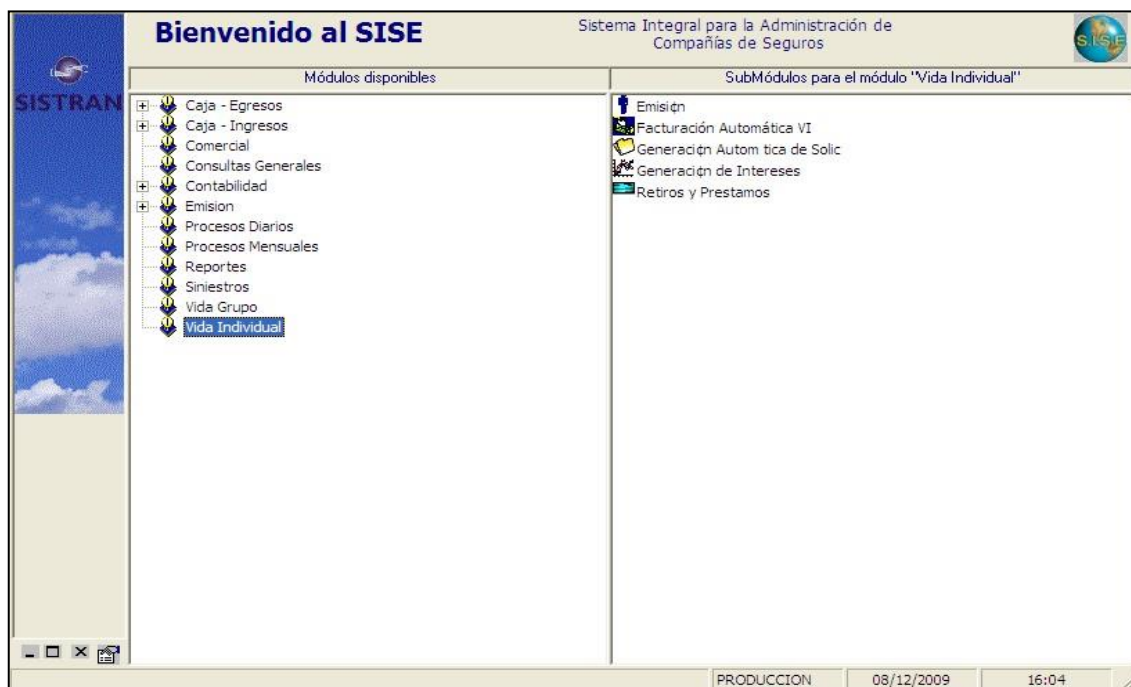 Bienvenido al SISE
Sistema Integral para la Administración de
Compañías de Seguros
S.I.S.E
SISTRAN
Módulos disponibles
SubMódulos para el módulo "Vida Individual"
Caja - Egresos
Caja - Ingresos
Comercial
Consultas Generales
Contabilidad
Emision
Procesos Diarios
Procesos Mensuales
Reportes
Siniestros
Vida Grupo
Vida Individual
Emisi¢n
Facturación Automática VI
Generaci¢n Autom tica de Solic
Generaci¢n de Intereses
Retiros y Prestamos
PRODUCCION
08/12/2009
16:04